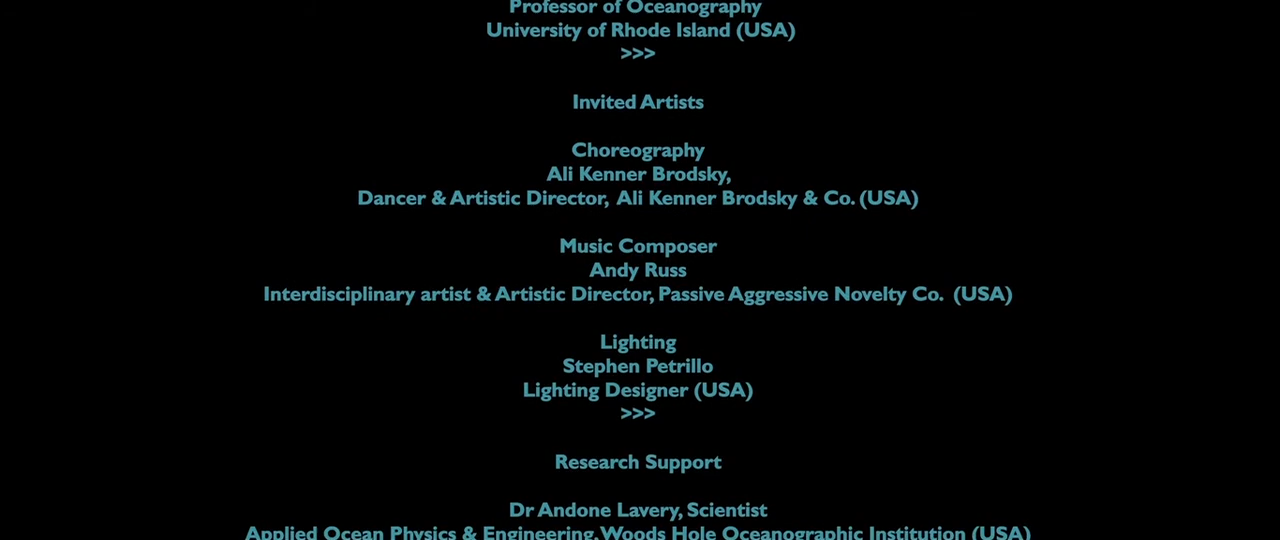 Professor of Oceanography
University of Rhode Island (USA)
>>>
Invited Artists
Choreography
Ali Kenner Brodsky,
Dancer & Artistic Director, Ali Kenner Brodsky & Co. (USA)
Music Composer
Andy Russ
Interdisciplinary artist & Artistic Director, Passive Aggressive Novelty Co. (USA)
Lighting
Stephen Petrillo
Lighting Designer (USA)
>>>
Research Support
Dr Andone Lavery, Scientist
Applied Ocean Physics & Engineering, Woods Hole Oceanographic Institution (USA)